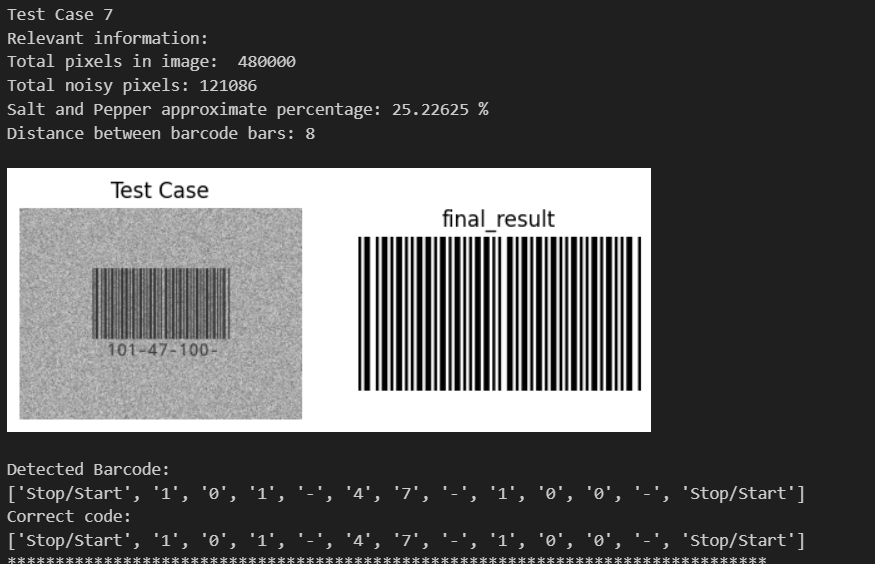 Test Case 7
Relevant information:
Total pixels in image:  480000
Total noisy pixels: 121086
Salt and Pepper approximate percentage: 25.22625 %
Distance between barcode bars: 8
Test Case
final_result
101-47-100-
Detected Barcode:
['Stop/Start', '1', '0', '1', '-', '4', '7', '-', '1', '0', '0', '-', 'Stop/Start']
Correct code:
['Stop/Start', '1', '0', '1', '-', '4', '7', '-', '1', '0', '0', '-', 'Stop/Start']
*******************************************************************************